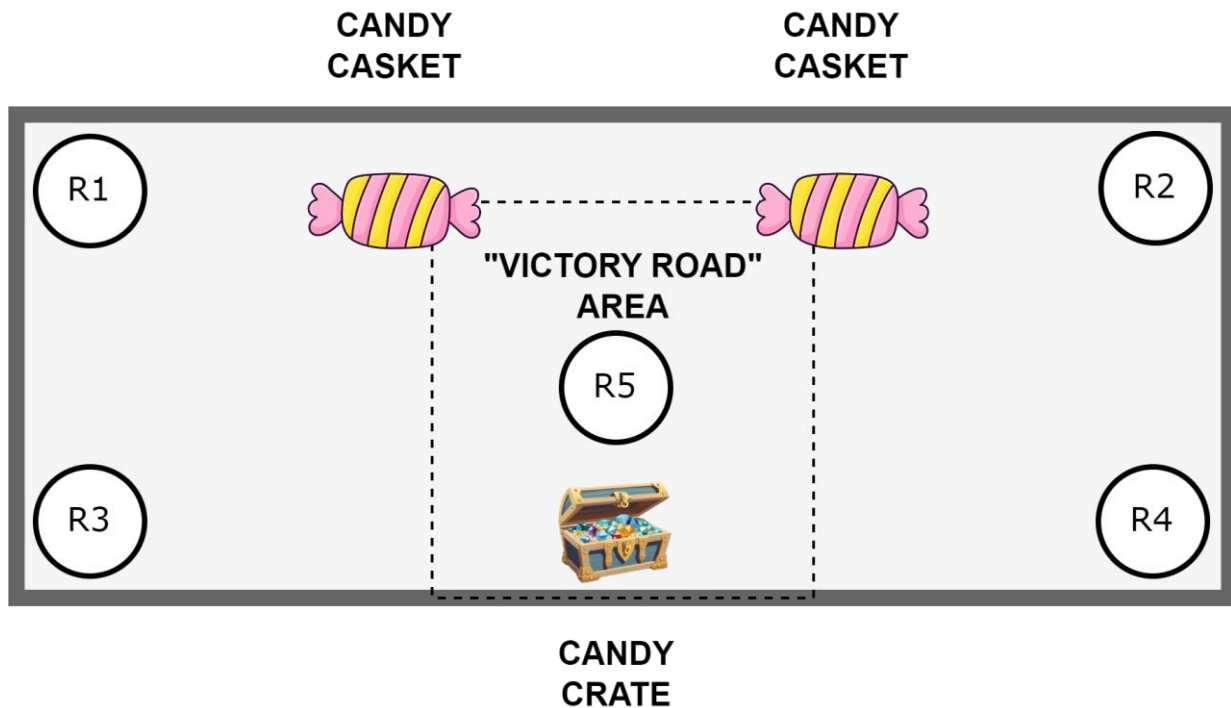 CANDY
CASKET
CANDY
CASKET
R1
R2
"VICTORY ROAD"
AREA
R5
R3
R4
CANDY
CRATE